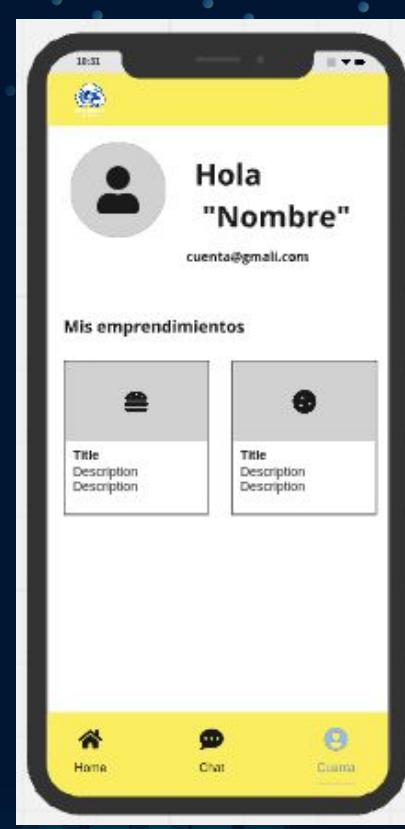 10:31
Hola
"Nombre"
cuenta@gmali.com
Mis emprendimientos
Title
Description
Description
Title
Description
Description
Home
Chat
Cuenta